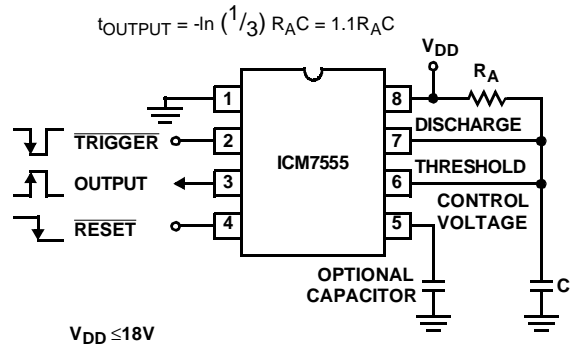 tOUTPUT = -ln (1/3) RAC = 1.1RAC
VDD
RA
1
8
DISCHARGE
TRIGGER
2
7
ICM7555
THRESHOLD
OUTPUT
3
6
CONTROL
VOLTAGE
RESET
4
5
OPTIONAL
CAPACITOR
C
VDD ≤18V